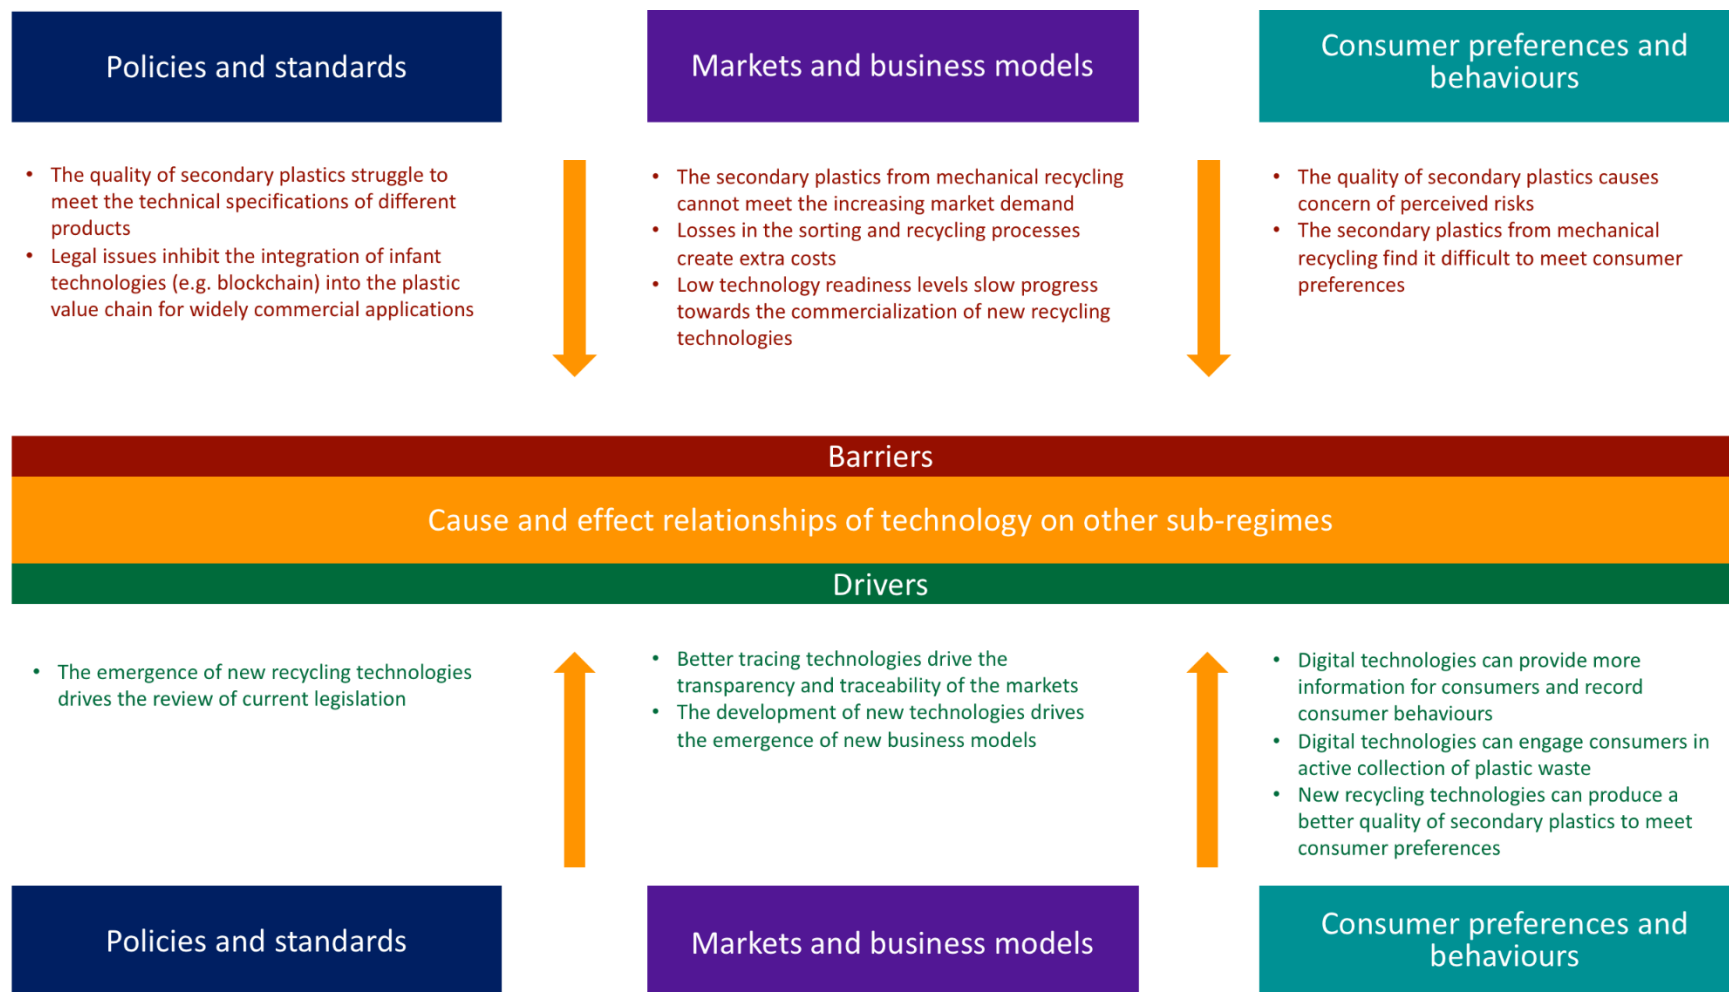 Policies and standards
Markets and business models
Consumer preferences and
behaviours
• The quality of secondary plastics struggle to
meet the technical specifications of different
products
• Legal issues inhibit the integration of infant
technologies (e.g. blockchain) into the plastic
value chain for widely commercial applications
• The secondary plastics from mechanical recycling
cannot meet the increasing market demand
• Losses in the sorting and recycling processes
create extra costs
• Low technology readiness levels slow progress
towards the commercialization of new recycling
technologies
• The quality of secondary plastics causes
concern of perceived risks
• The secondary plastics from mechanical
recycling find it difficult to meet consumer
preferences
Barriers
Cause and effect relationships of technology on other sub-regimes
Drivers
• The emergence of new recycling technologies
drives the review of current legislation
• Better tracing technologies drive the
transparency and traceability of the markets
• The development of new technologies drives
the emergence of new business models
• Digital technologies can provide more
information for consumers and record
consumer behaviours
• Digital technologies can engage consumers in
active collection of plastic waste
• New recycling technologies can produce a
better quality of secondary plastics to meet
consumer preferences
Policies and standards
Markets and business models
Consumer preferences and
behaviours